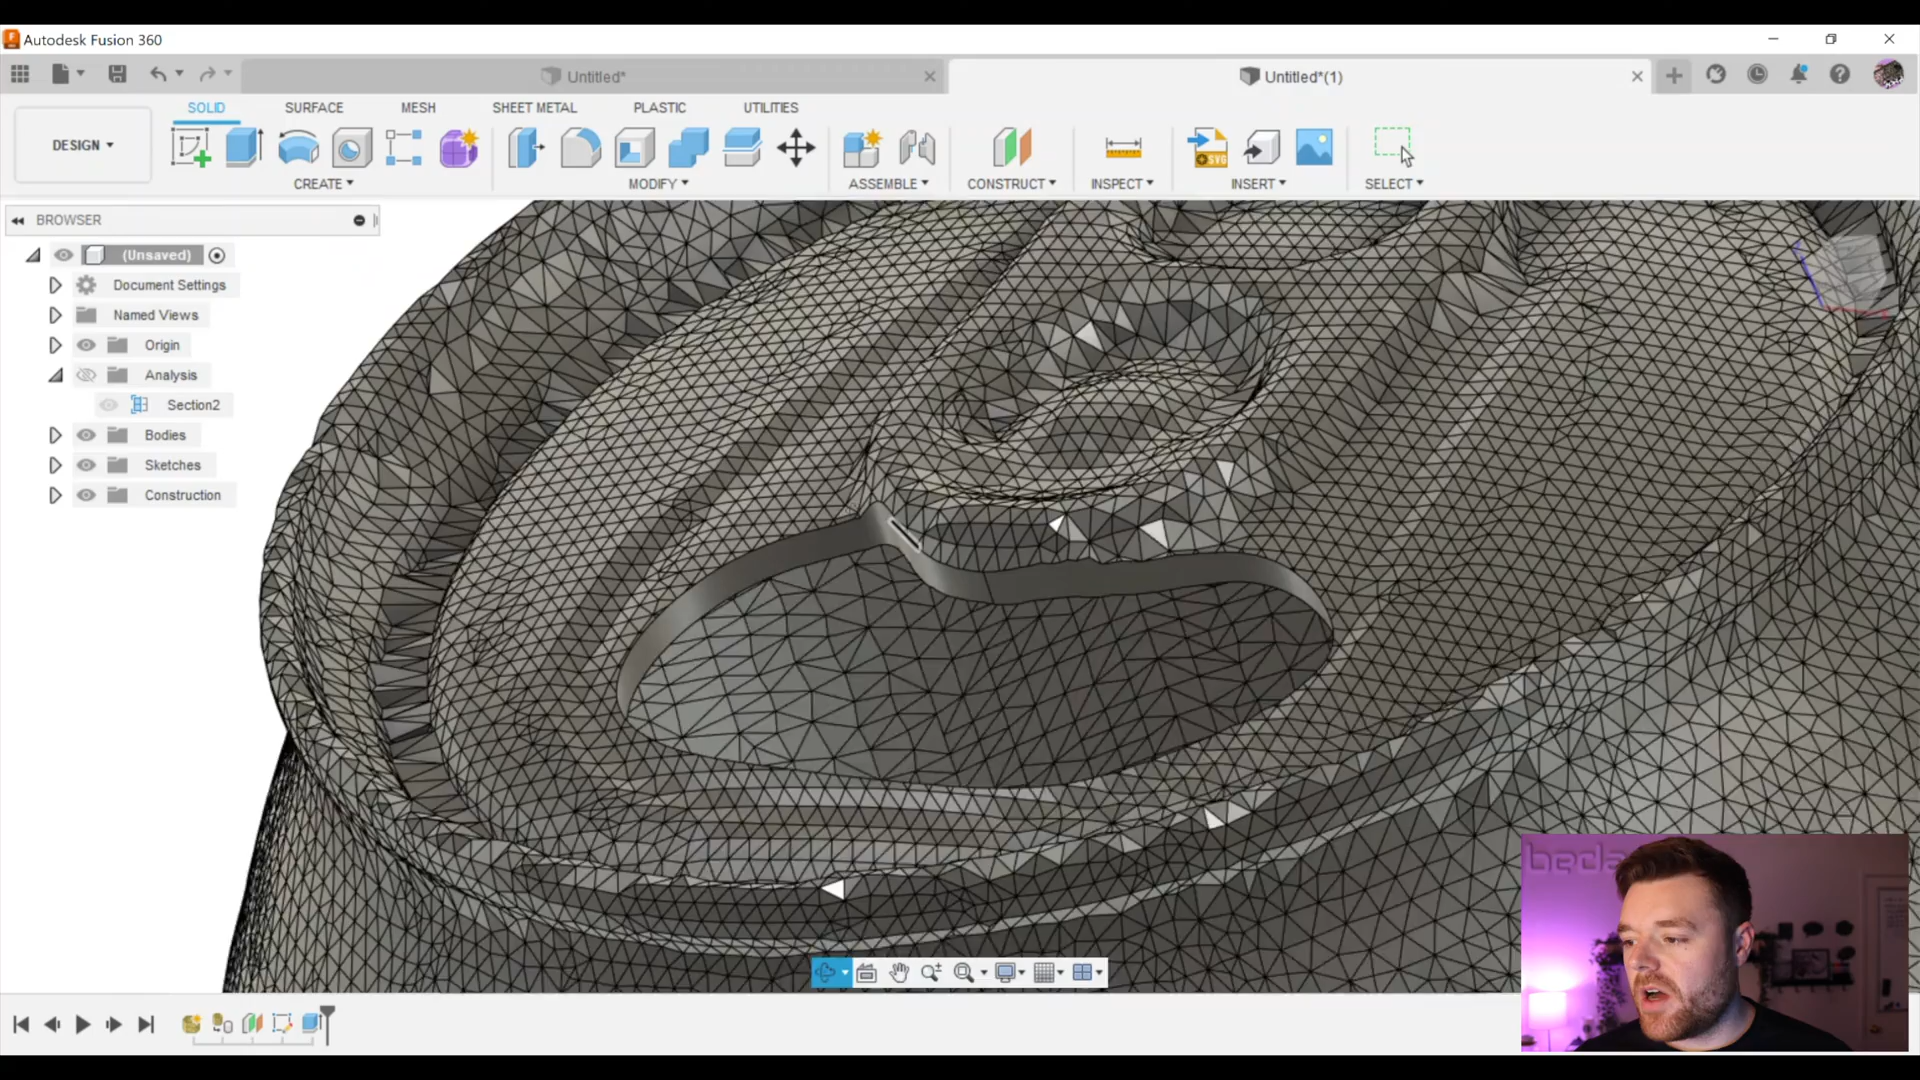 Autodesk Fusion 360
Untitled*
Untitled*(1)
DESIGN
SOLID SURFACE MESH SHEET METAL PLASTIC UTILITIES
CREATE MODIFY ASSEMBLE CONSTRUCT INSPECT INSERT SELECT
SVG
BROWSER
(Unsaved)
Document Settings
Named Views
Origin
Analysis
Section2
Bodies
Sketches
Construction